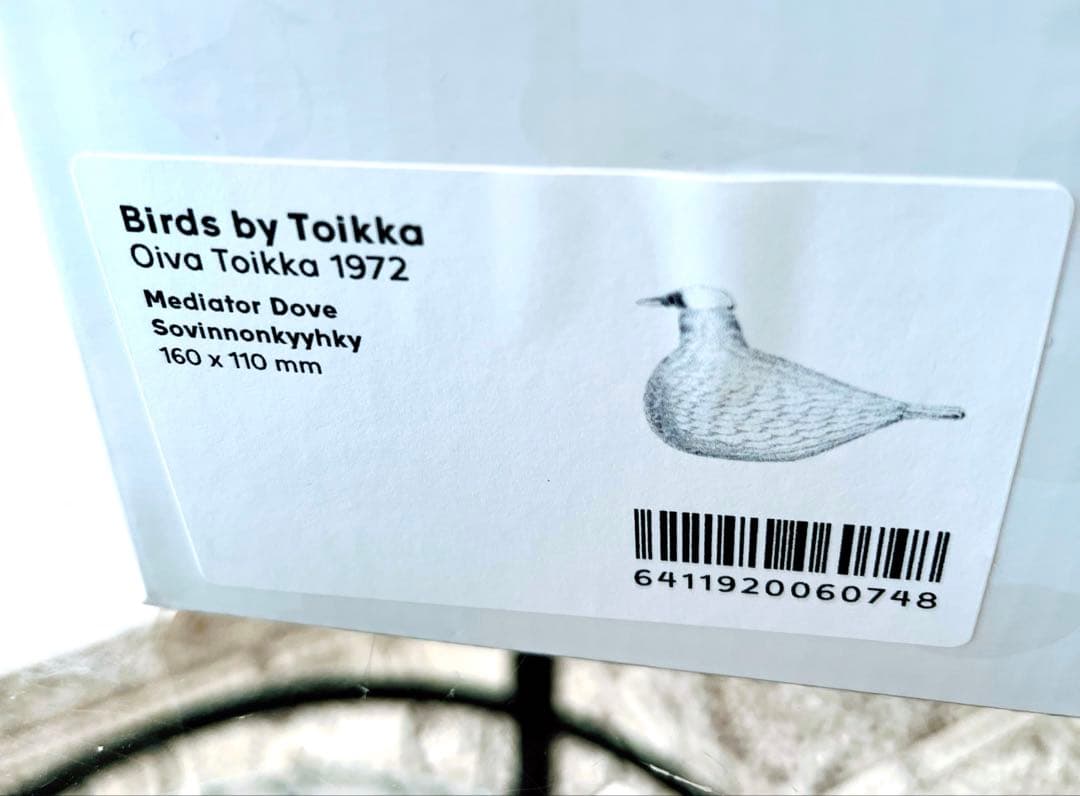 Birds by Toikka
Oiva Toikka 1972
Mediator Dove
Sovinnonkyyhky
160 x 110 mm
6411920060748